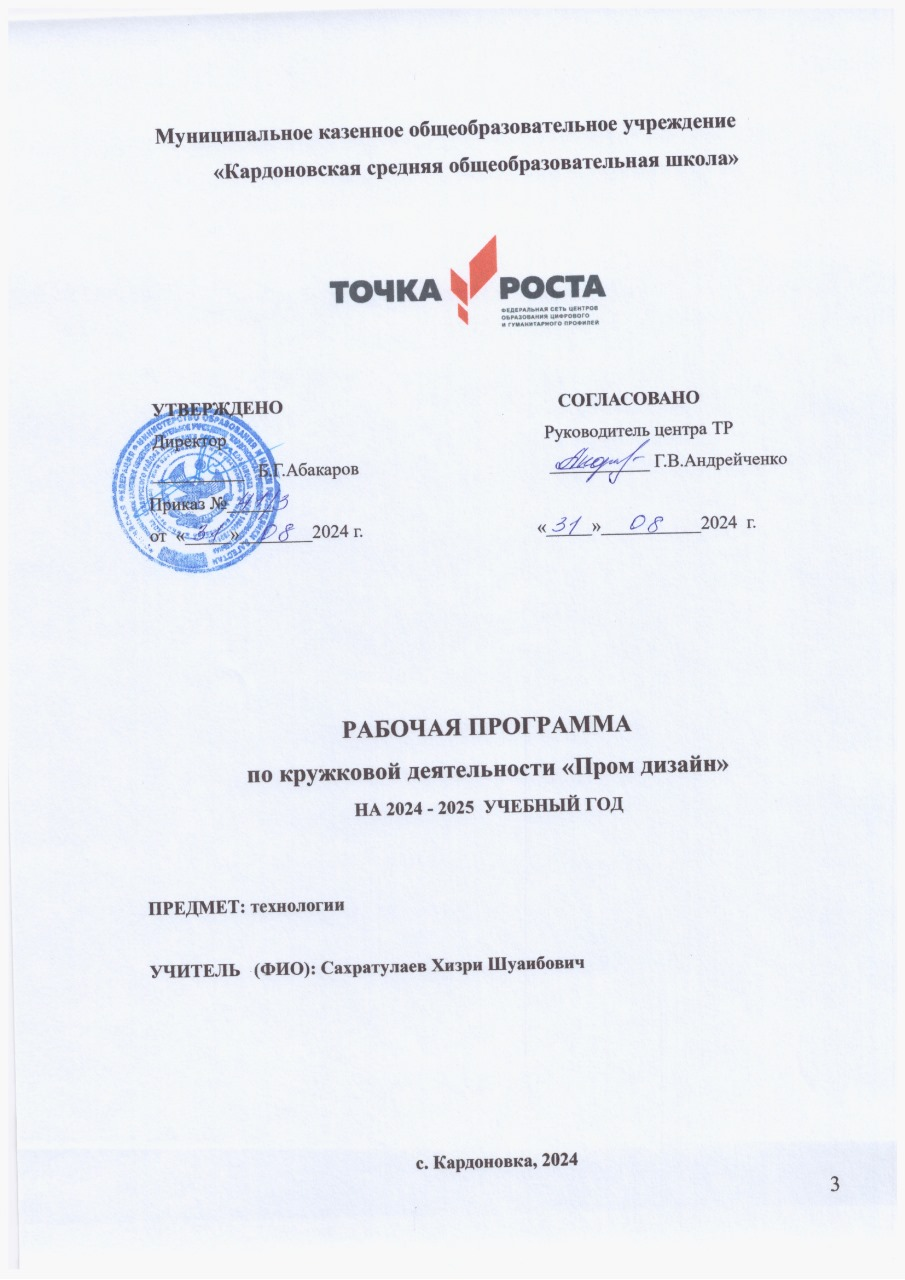 Муниципальное казенное общеобразовательное учреждение
«Кардоновская средняя общеобразовательная школа»
ТОЧКА РОСТА
ФЕДЕРАЛЬНАЯ СЕТЬ ЦЕНТРОВ
ОБРАЗОВАНИЯ ЦИФРОВОГО
И ГУМАНИТАРНОГО ПРОФИЛЕЙ
УТВЕРЖДЕНО
Директор
Б.Г.Абакаров
Приказ №
от «31» 08 2024 г.
СОГЛАСОВАНО
Руководитель центра ТР
Г.В.Андрейченко
«31» 08 2024 г.
РАБОЧАЯ ПРОГРАММА
по кружковой деятельности «Пром дизайн»
НА 2024 - 2025 УЧЕБНЫЙ ГОД
ПРЕДМЕТ: технологии
УЧИТЕЛЬ (ФИО): Сахратулаев Хизри Шуаибович
с. Кардоновка, 2024
3